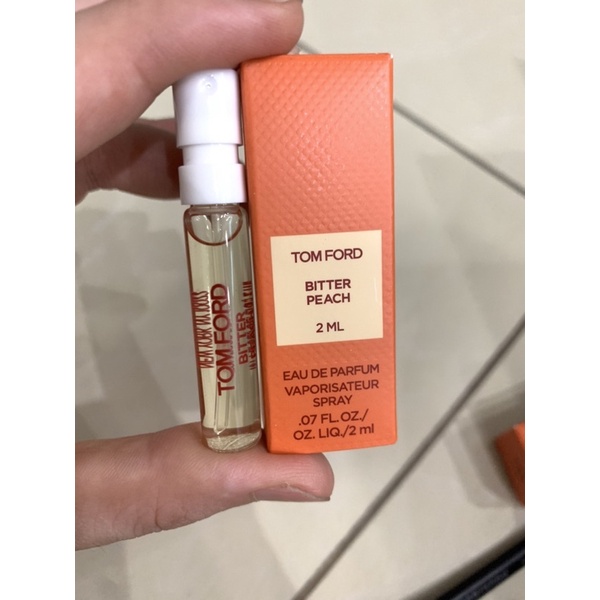 TOM FORD
BITTER
PEACH
2 ML
EAU DE PARFUM
VAPORISATEUR
SPRAY
.07 FL.OZ./
OZ. LIQ./2 ml
TOM FORD
BITTER